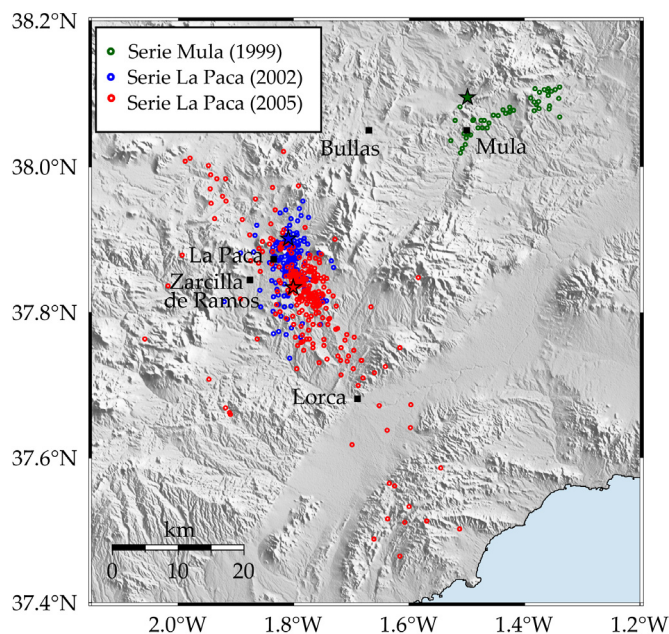 38.2°N
Serie Mula (1999)
Serie La Paca (2002)
Serie La Paca (2005)
Bullas
Mula
38.0°N
La Paca
Zarcilla
de Ramos
37.8°N
Lorca
37.6°N
km
0 10 20
37.4°N
2.0°W 1.8°W 1.6°W 1.4°W 1.2°W